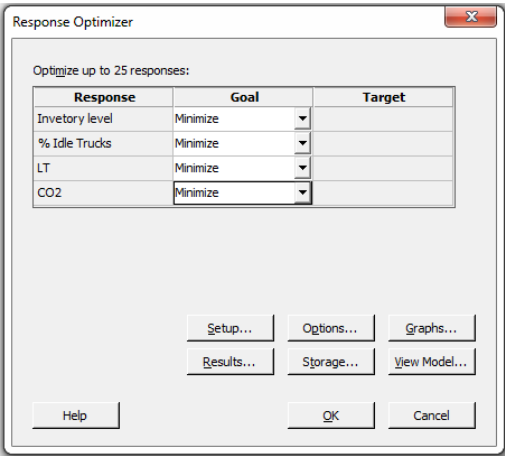 Response Optimizer
Optimize up to 25 responses:
Response Goal Target
Invetory level Minimize
% Idle Trucks Minimize
LT Minimize
CO2 Minimize
Setup... Options... Graphs...
Results... Storage... View Model...
Help OK Cancel